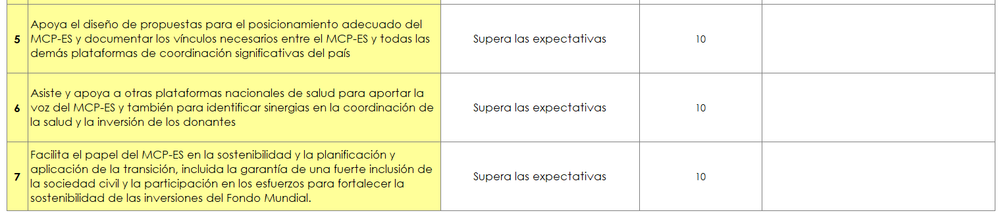 Apoya el diseño de propuestas para el posicionamiento adecuado del
5 MCP-ES y documentar los vínculos necesarios entre el MCP-ES y todas las Supera las expectativas 10
demás plataformas de coordinación significativas del país
Asiste y apoya a otras plataformas nacionales de salud para aportar la
6 voz del MCP-ES y también para identificar sinergias en la coordinación de Supera las expectativas 10
la salud y la inversión de los donantes
Facilita el papel del MCP-ES en la sostenibilidad y la planificación y
aplicación de la transición, incluida la garantía de una fuerte inclusión de
7 la sociedad civil y la participación en los esfuerzos para fortalecer la Supera las expectativas 10
sostenibilidad de las inversiones del Fondo Mundial.